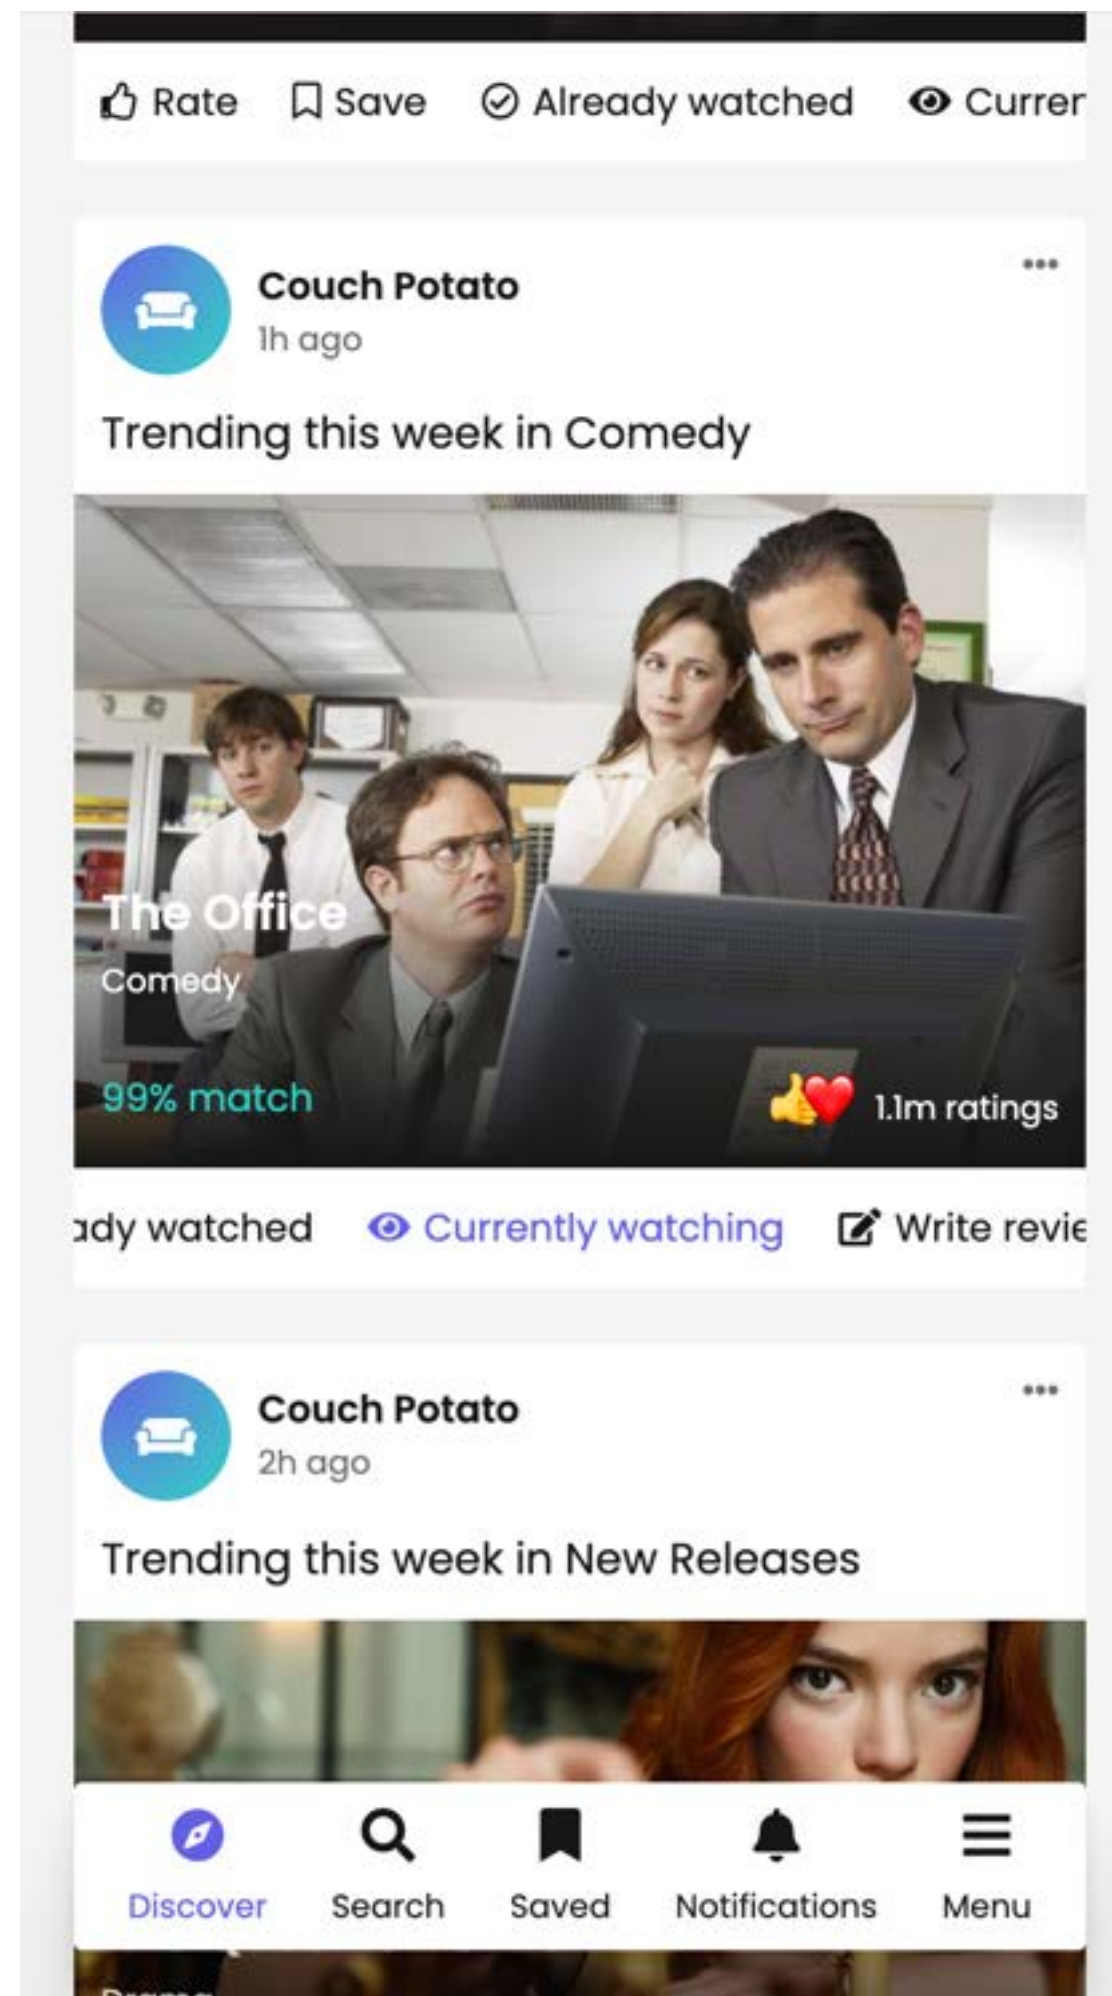 Rate Save Already watched Curren
Couch Potato
1h ago
Trending this week in Comedy
The Office
Comedy
99% match
1.1m ratings
ady watched Currently watching Write revie
Couch Potato
2h ago
Trending this week in New Releases
Discover Search Saved Notifications Menu
Drama